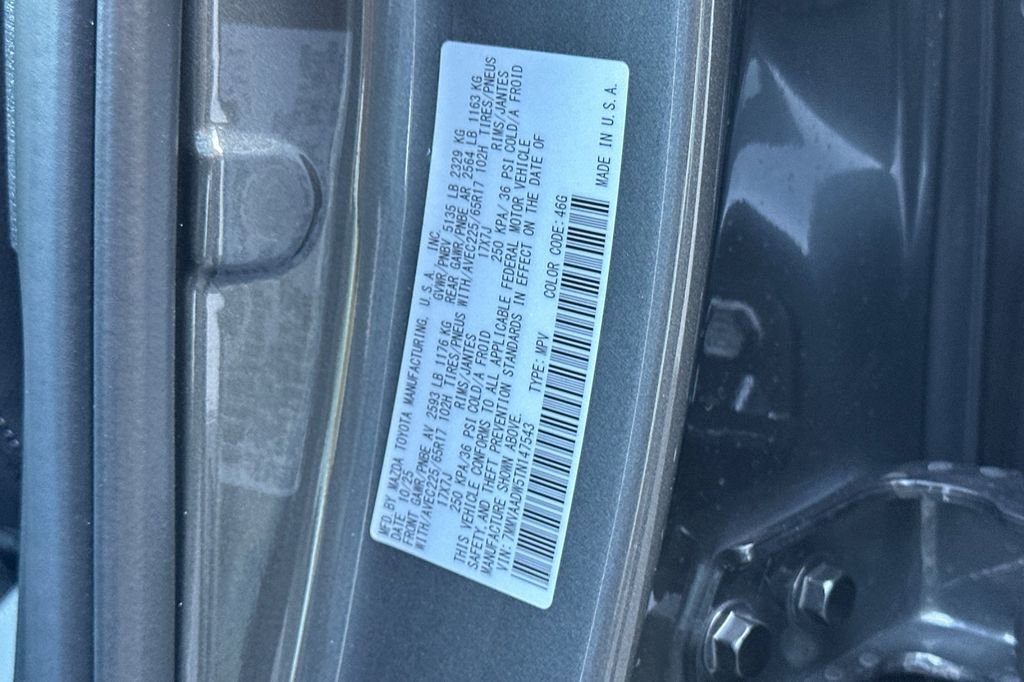 MFD. BY MAZDA TOYOTA MANUFACTURING, U.S.A., INC.
DATE: 10/25 GVWR/PNBV 5135 LB 2329 KG
FRONT GAWR/PNBE AV 2593 LB 1176 KG REAR GAWR/PNBE AR 2564 LB 1163 KG
WITH/AVEC225/65R17 102H TIRES/PNEUS WITH/AVEC225/65R17 102H TIRES/PNEUS
17X7J RIMS/JANTES 17X7J RIMS/JANTES
250 KPA/36 PSI COLD/A FROID 250 KPA/36 PSI COLD/A FROID
THIS VEHICLE CONFORMS TO ALL APPLICABLE FEDERAL MOTOR VEHICLE
SAFETY, AND THEFT PREVENTION STANDARDS IN EFFECT ON THE DATE OF
MANUFACTURE SHOWN ABOVE.
VIN: 7MMVAADW5TN147543 TYPE: MPV COLOR CODE: 46G
MADE IN U.S.A.